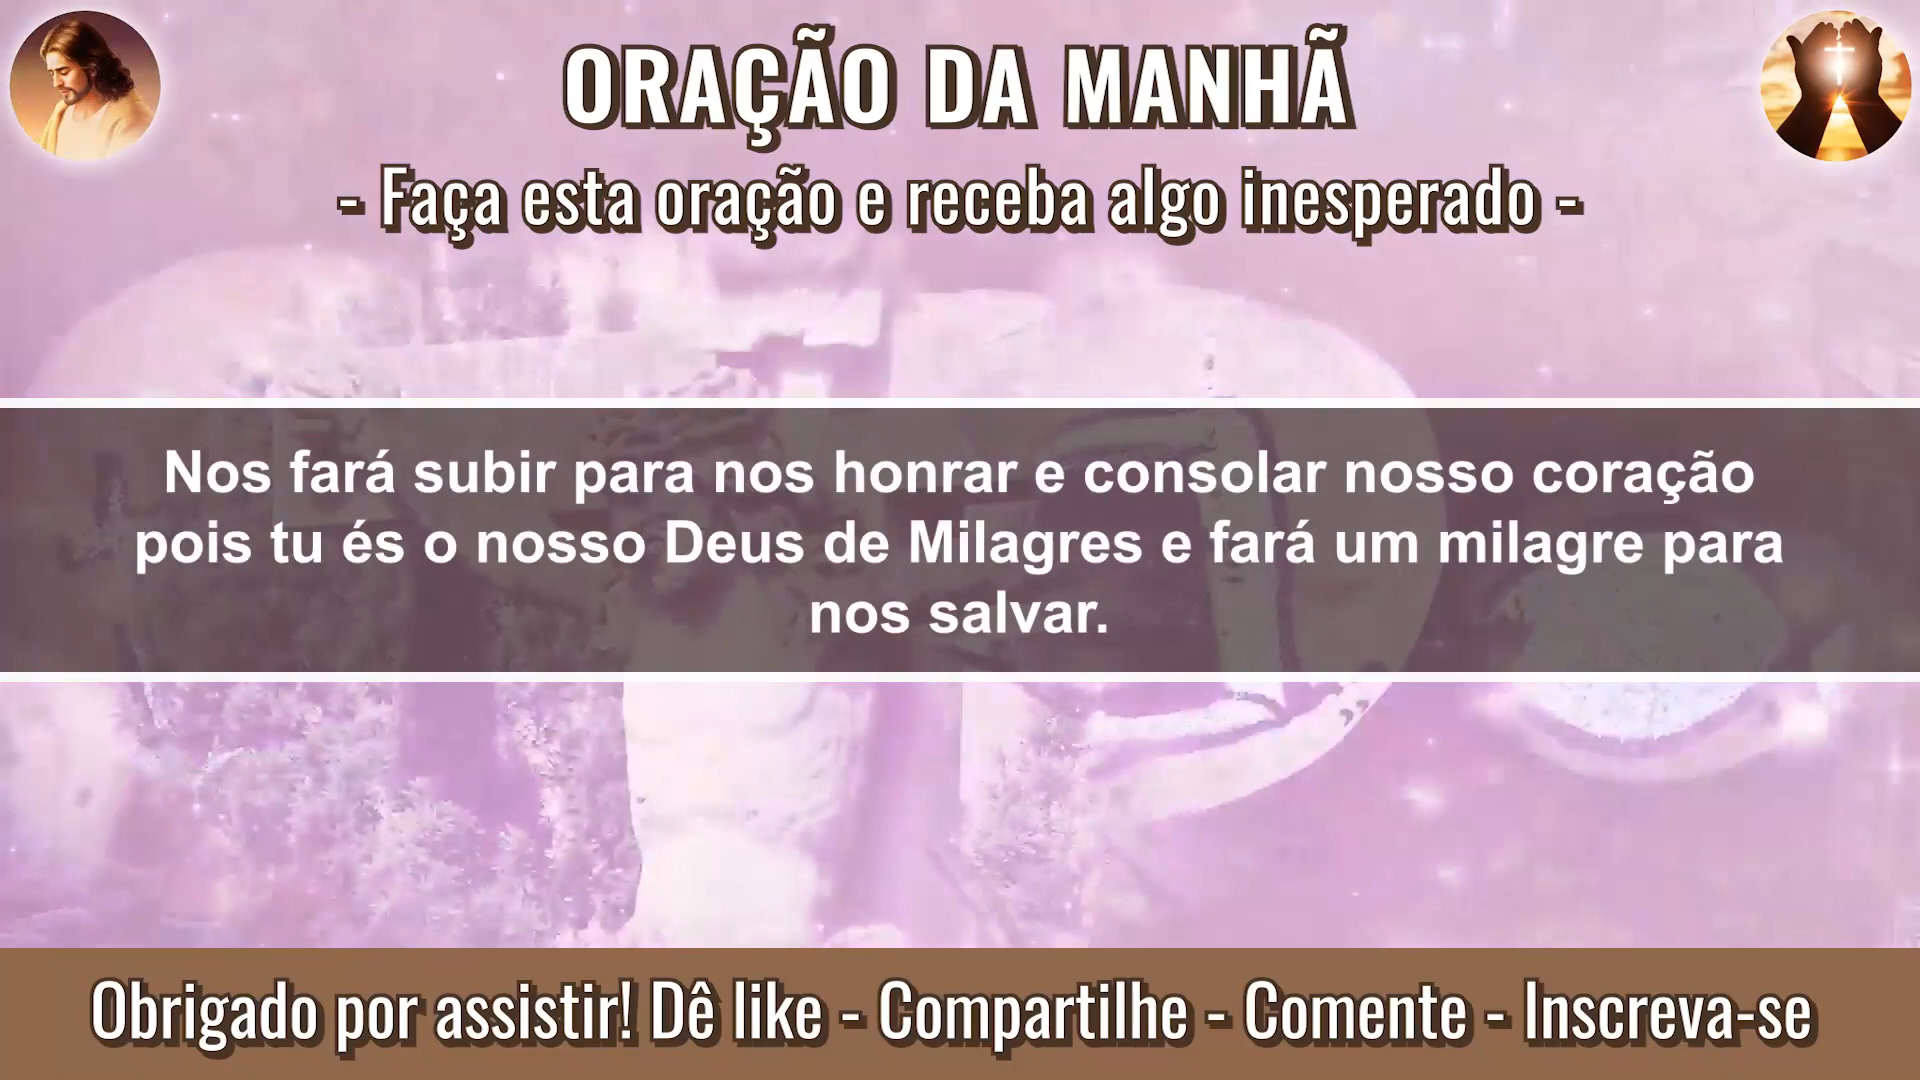 ORAÇÃO DA MANHÃ
- Faça esta oração e receba algo inesperado -
Nos fará subir para nos honrar e consolar nosso coração
pois tu és o nosso Deus de Milagres e fará um milagre para
nos salvar.
Obrigado por assistir! Dê like - Compartilhe - Comente - Inscreva-se